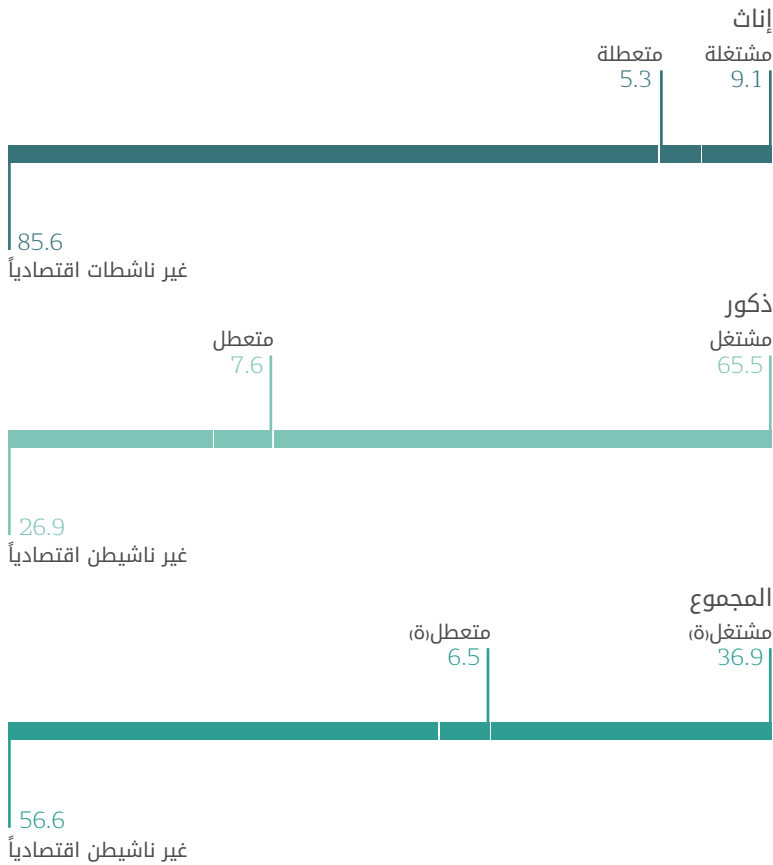 إناث
مشتغلة متعطلة
9.1 5.3
85.6
غير ناشطات اقتصادياً
ذكور
مشتغل متعطل
65.5 7.6
26.9
غير ناشيطن اقتصادياً
المجموع
مشتغل(ة) متعطل(ة)
36.9 6.5
56.6
غير ناشيطن اقتصادياً